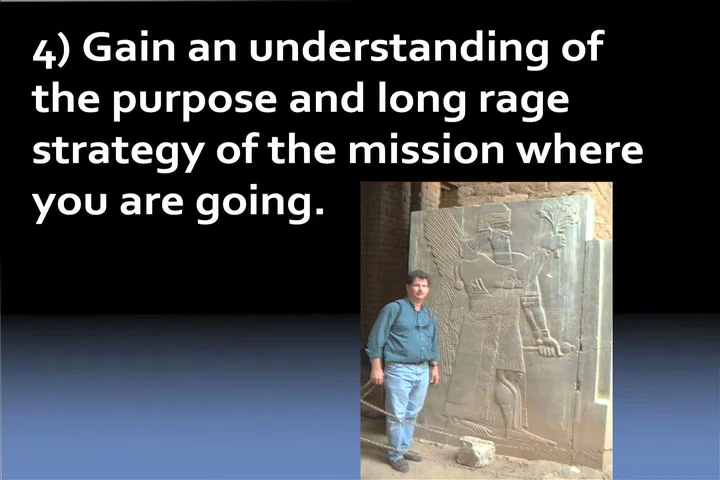 4) Gain an understanding of
the purpose and long rage
strategy of the mission where
you are going.